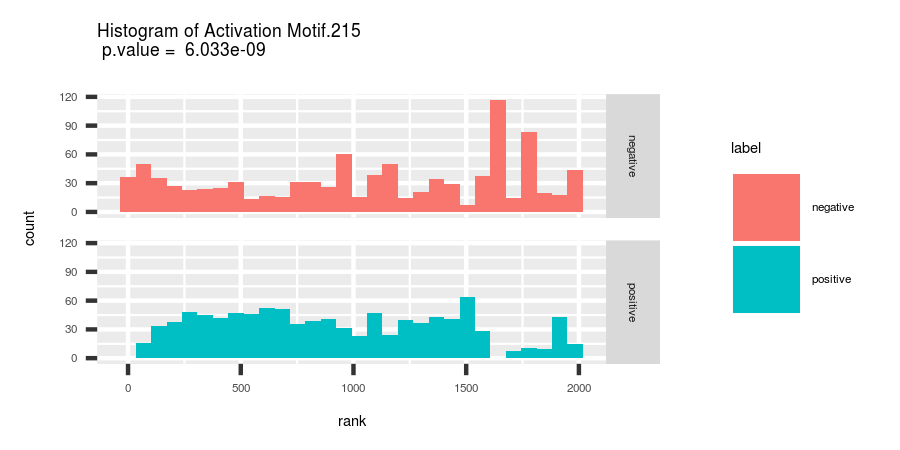 Histogram of Activation Motif.215
p.value = 6.033e-09
120
90
60
30
0
negative
120
90
60
30
0
positive
0 500 1000 1500 2000
rank
count
label
negative
positive